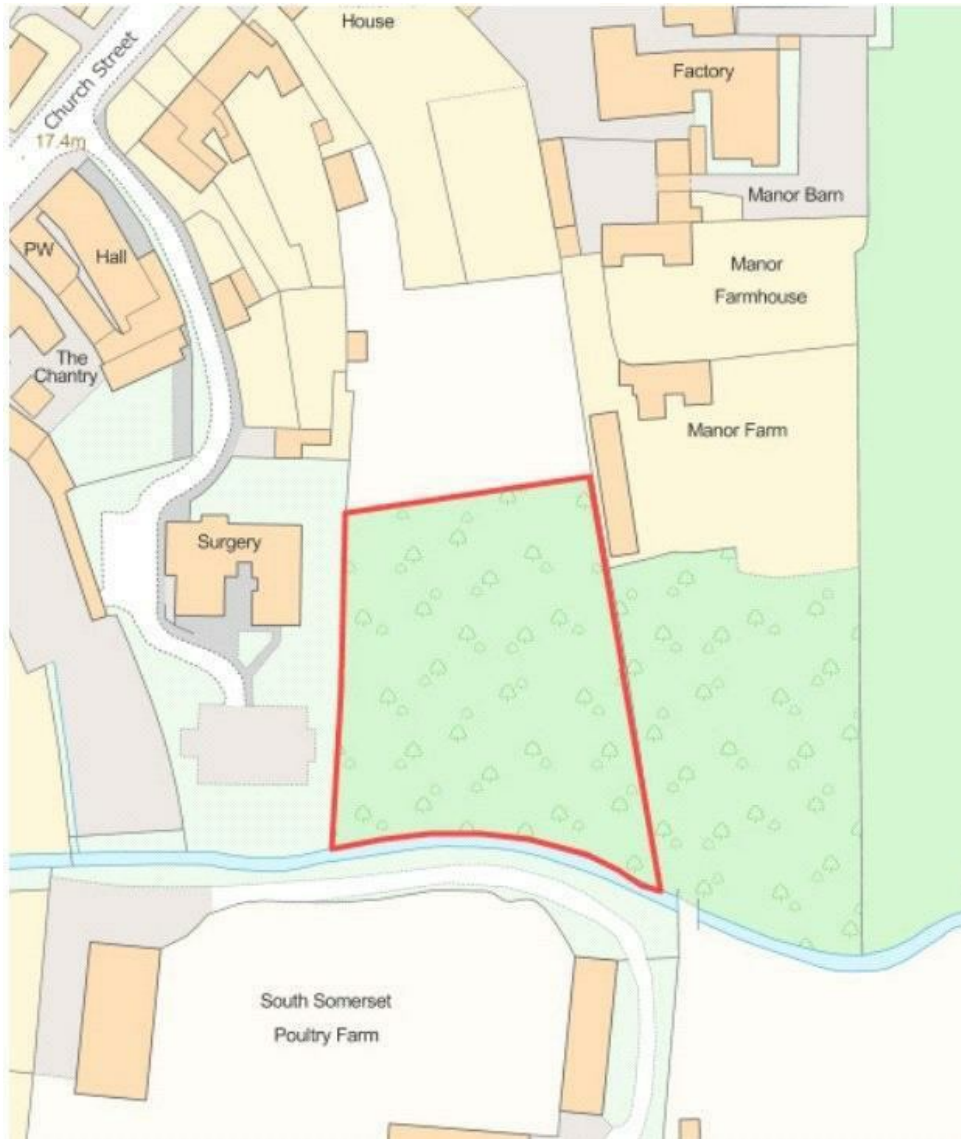 House
Factory
Church Street
17.4m
Manor Barn
PW
Hall
Manor
Farmhouse
The
Chantry
Manor Farm
Surgery
South Somerset
Poultry Farm